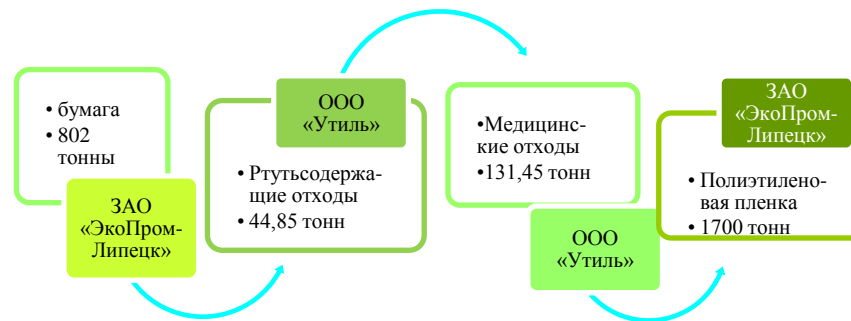 • бумага
• 802
тонны
ЗАО
«ЭкоПром-
Липецк»
ООО
«Утиль»
• Ртутьсодержа-
щие отходы
• 44,85 тонн
•Медицинс-
кие отходы
•131,45 тонн
ООО
«Утиль»
ЗАО
«ЭкоПром-
Липецк»
• Полиэтилено-
вая пленка
• 1700 тонн